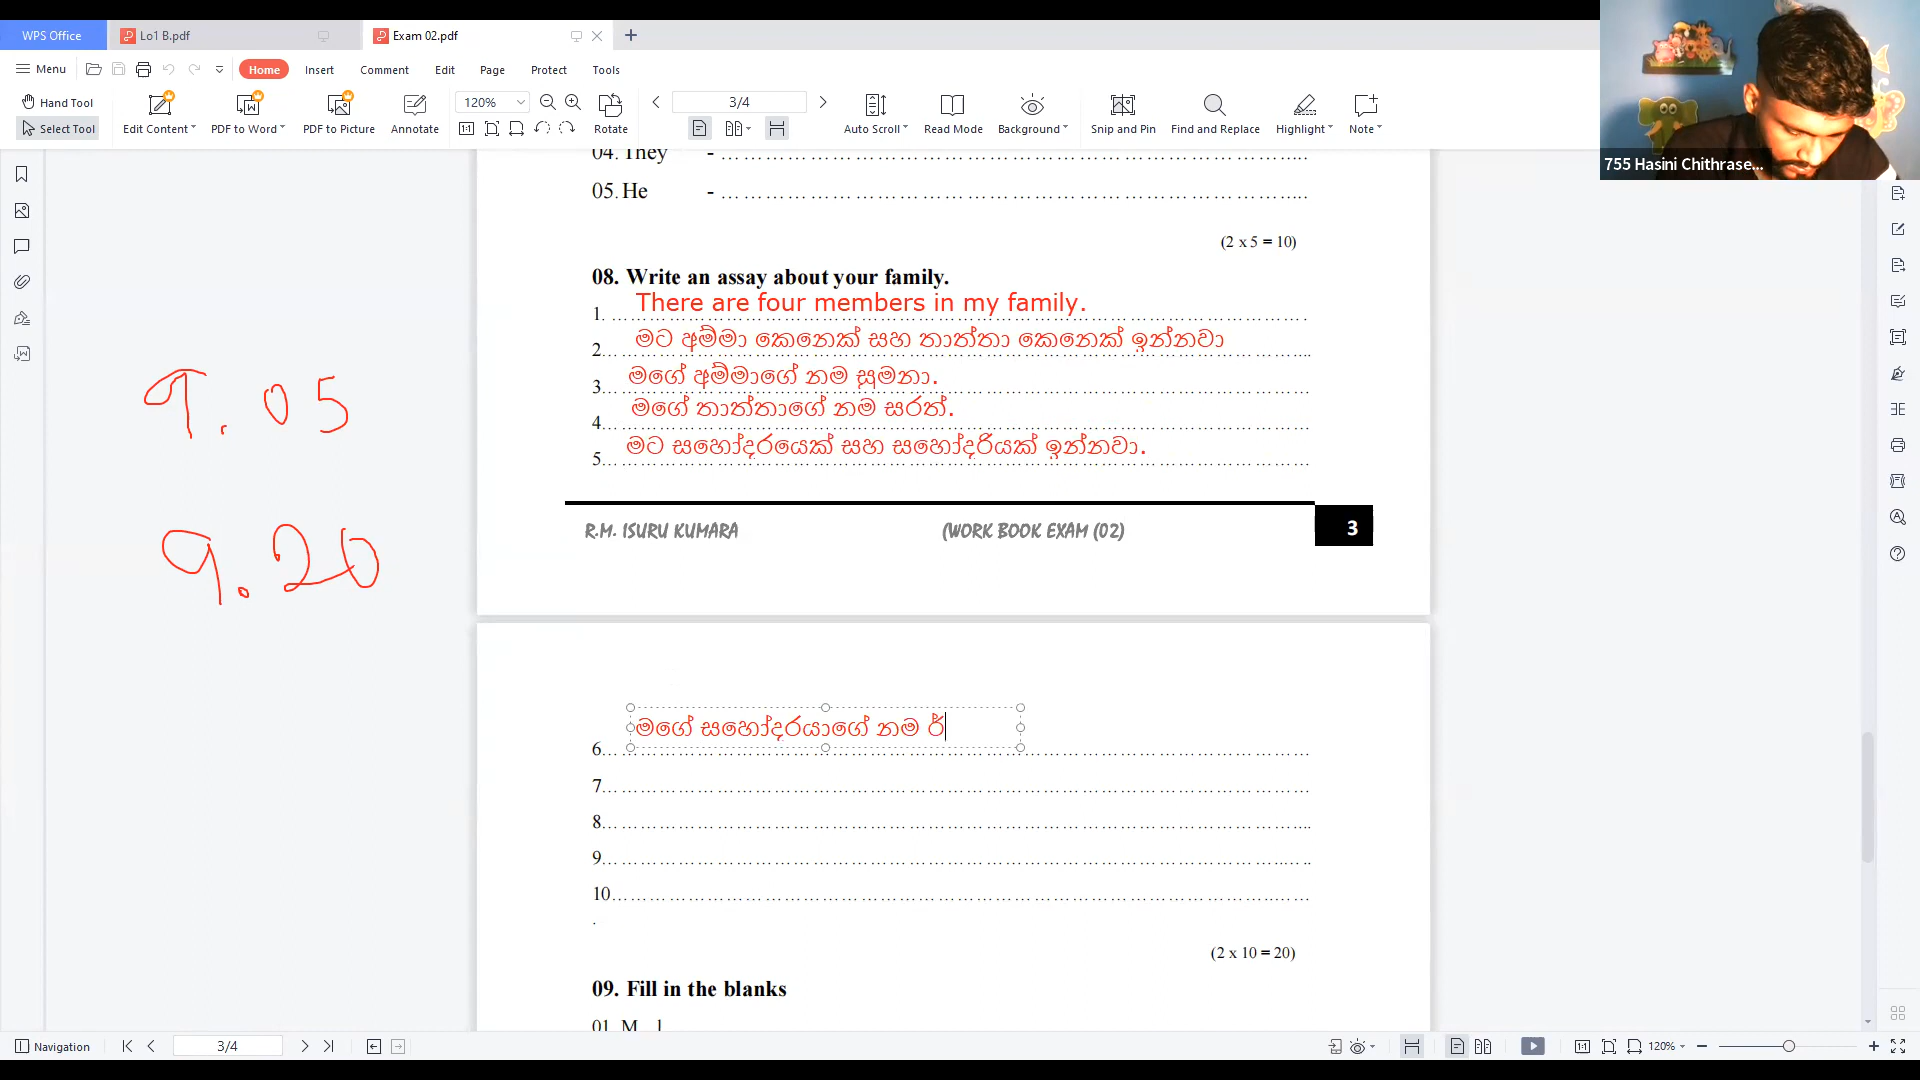 WPS Office
Lo1 B.pdf
Exam 02.pdf
Menu
Home
Insert
Comment
Edit
Page
Protect
Tools
Hand Tool
Select Tool
Edit Content
PDF to Word
PDF to Picture
Annotate
120%
Rotate
3/4
Auto Scroll
Read Mode
Background
Snip and Pin
Find and Replace
Highlight
Note
755 Hasini Chithrase...
04. They - ………………………………………………
05. He - ………………………………………………
(2 x 5 = 10)
08. Write an assay about your family.
1. There are four members in my family.
2. මට අම්මා කෙනෙක් සහ තාත්තා කෙනෙක් ඉන්නවා
3. මගේ අම්මාගේ නම සුමනා.
4. මගේ තාත්තාගේ නම සරත්.
5. මට සහෝදරයෙක් සහ සහෝදරියක් ඉන්නවා.
R.M. ISURU KUMARA (WORK BOOK EXAM (02) 3
9.05
9.20
6. මගේ සහෝදරයාගේ නම ර්
7.
8.
9.
10.
(2 x 10 = 20)
09. Fill in the blanks
Navigation
3/4
120%